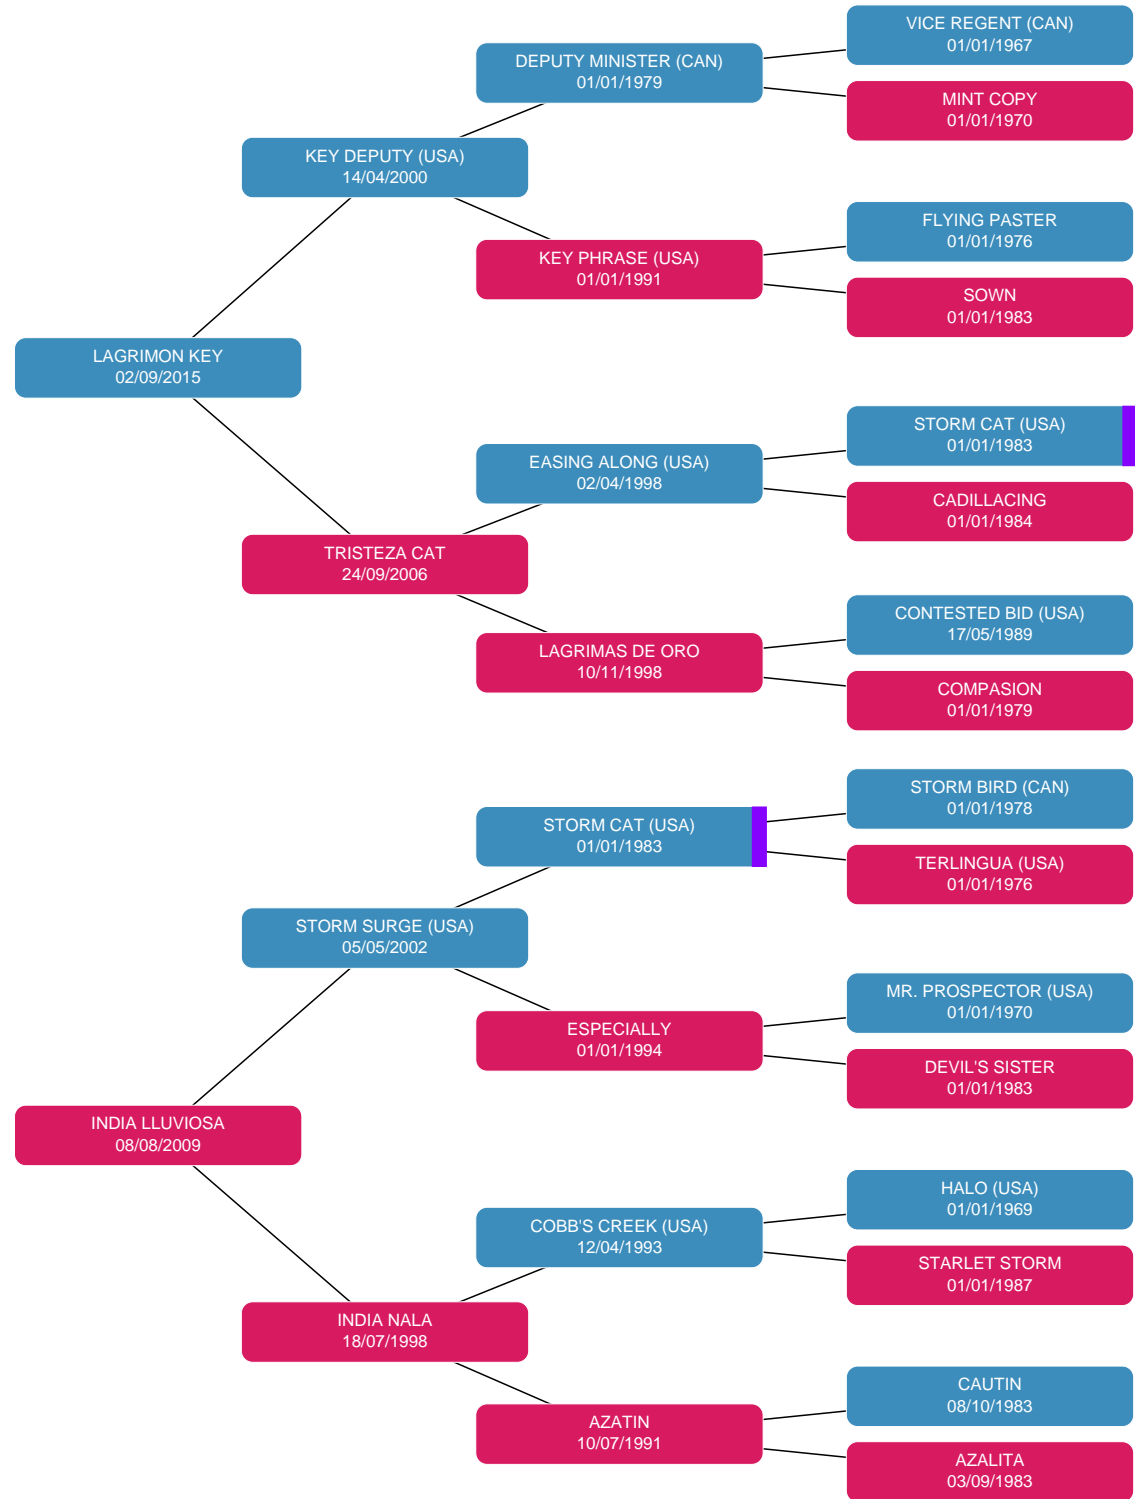 VICE REGENT (CAN)
01/01/1967
DEPUTY MINISTER (CAN)
01/01/1979
MINT COPY
01/01/1970
KEY DEPUTY (USA)
14/04/2000
FLYING PASTER
01/01/1976
KEY PHRASE (USA)
01/01/1991
SOWN
01/01/1983
LAGRIMON KEY
02/09/2015
STORM CAT (USA)
01/01/1983
EASING ALONG (USA)
02/04/1998
CADILLACING
01/01/1984
TRISTEZA CAT
24/09/2006
CONTESTED BID (USA)
17/05/1989
LAGRIMAS DE ORO
10/11/1998
COMPASION
01/01/1979
STORM BIRD (CAN)
01/01/1978
STORM CAT (USA)
01/01/1983
TERLINGUA (USA)
01/01/1976
STORM SURGE (USA)
05/05/2002
MR. PROSPECTOR (USA)
01/01/1970
ESPECIALLY
01/01/1994
DEVIL'S SISTER
01/01/1983
INDIA LLUVIOSA
08/08/2009
HALO (USA)
01/01/1969
COBB'S CREEK (USA)
12/04/1993
STARLET STORM
01/01/1987
INDIA NALA
18/07/1998
CAUTIN
08/10/1983
AZATIN
10/07/1991
AZALITA
03/09/1983